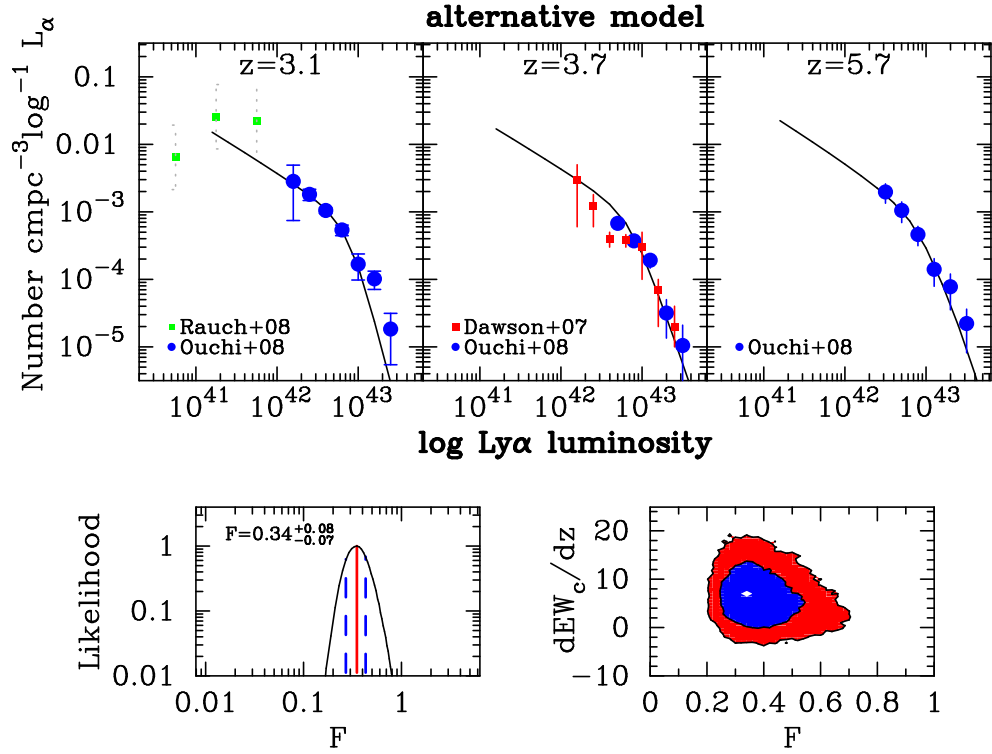 alternative model
Number cmpc⁻³log⁻¹ L_α
0.1
0.01
10⁻³
10⁻⁴
10⁻⁵
z=3.1
Rauch+08
Ouchi+08
z=3.7
Dawson+07
Ouchi+08
z=5.7
Ouchi+08
10⁴¹ 10⁴² 10⁴³ 10⁴¹ 10⁴² 10⁴³ 10⁴¹ 10⁴² 10⁴³
log Lyα luminosity
Likelihood
1
0.1
0.01
F=0.34+0.08−0.07
0.01 0.1 1
F
dEW_c/dz
20
10
0
−10
0 0.2 0.4 0.6 0.8 1
F